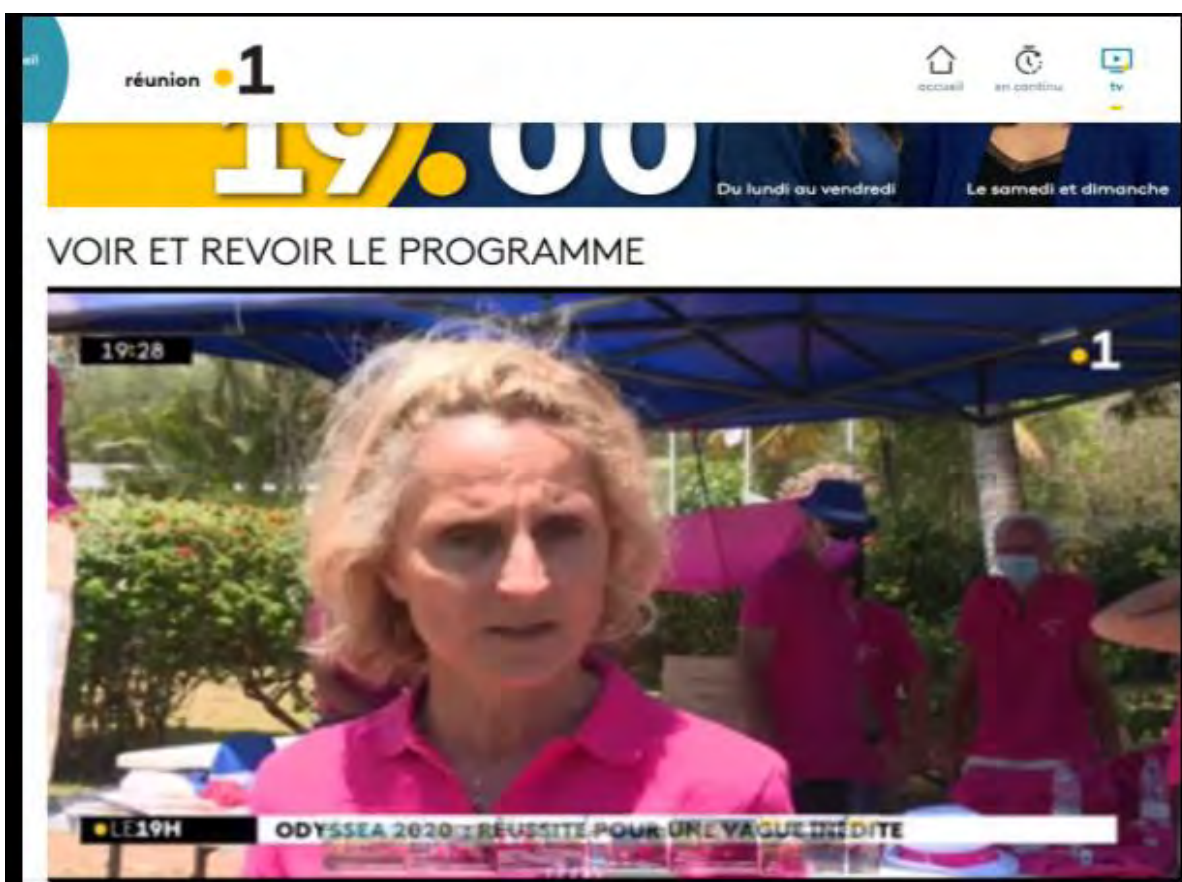 eil
réunion 1
accueil
en continu
tv
19.00
Du lundi au vendredi
Le samedi et dimanche
VOIR ET REVOIR LE PROGRAMME
19:28
1
LE19H
ODYSSEA 2020 : RÉUSSITE POUR UNE VAGUE INÉDITE